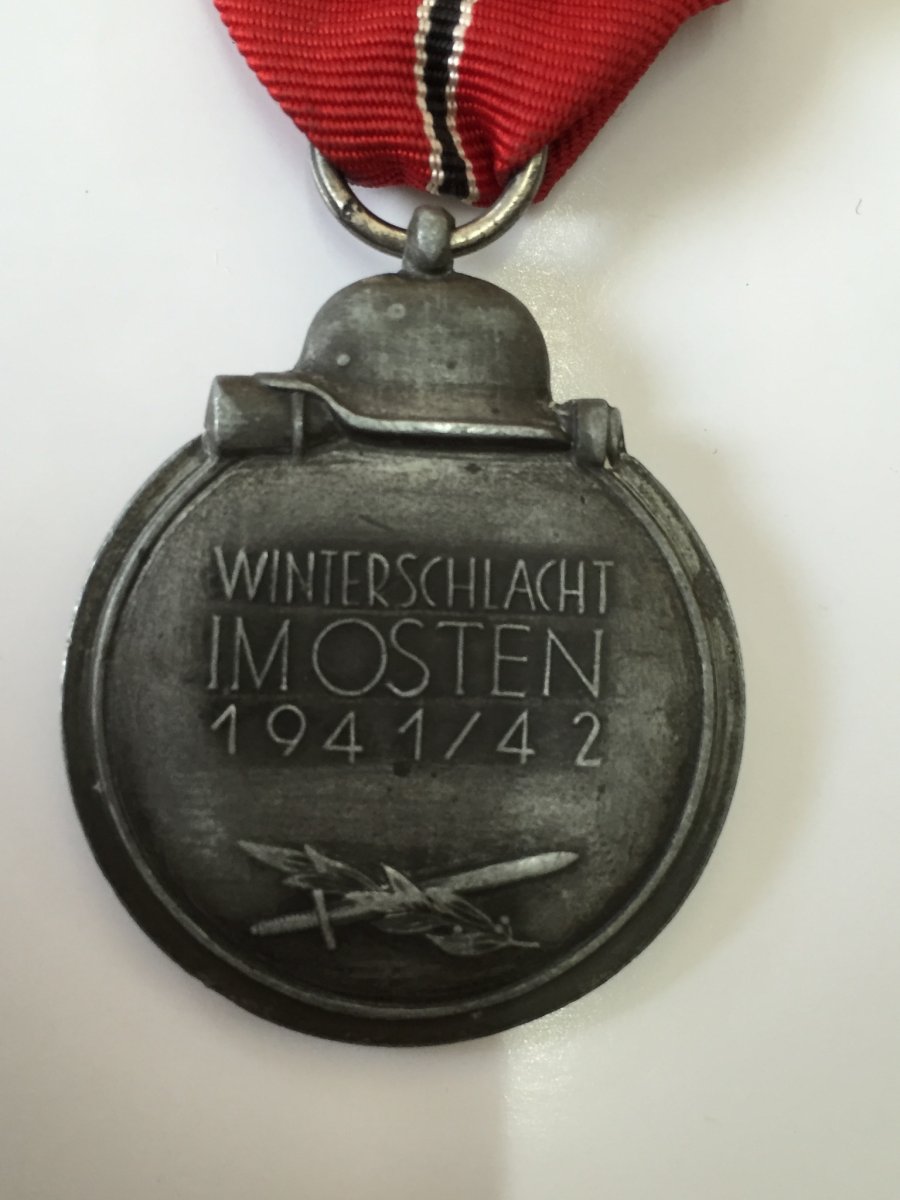 WINTERSCHLACHT
IM OSTEN
1941/42